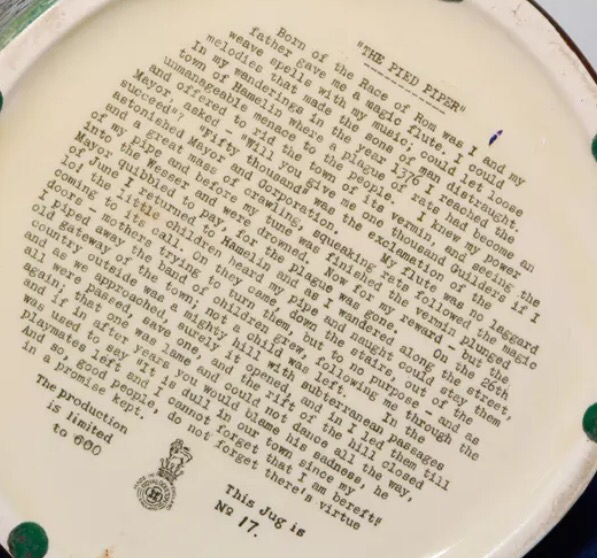 "THE PIED PIPER"
Born of the Race of Rom was I and my
father gave me a magic flute. I could
weave spells with my music; could let loose
melodies that made the sons of man distraught.
In my wanderings in the year 1376 I reached the
town of Hamelin where a plague of rats had become an
unmanageable menace to the people. I knew my power
and offered to rid the town of its vermin, and seeing the
Mayor, asked - "Will you give me one thousand Guilders if I
succeed"? "Fifty thousand" was the exclamation of the
astonished Mayor and Corporation. My flute was no laggard
and a great mass of crawling, squeaking rats followed the magic
of my pipe and before my tune was finished the vermin plunged
into the Wesser and were drowned. Now for my reward - but the
Mayor quibbled to pay, for the plague was gone. On the 26th
of June I returned to Hamelin and as I wandered along the street,
lo! the little children heard my pipe and naught could stay them
coming to its call. On they came, down the stairs, out of the
doors - mothers trying to turn them, but to no purpose - and as
I piped away the band of children grew, following me through the
old gateway of the town; not a child was left. In the
country outside was a mighty hill with subterranean passages
and as we approached, surely it opened, and in I led them till
all were passed, save one, and the rift of the hill closed
again; that one was lame and could not dance all the way,
and if in after years you would blame his sadness, he
was used to say "it is dull in our town since my
playmates left and I cannot forget that I am bereft"
And so, good people, do not forget there's virtue
in a promise kept.
The production
is limited
to 600
This Jug is
No 17.